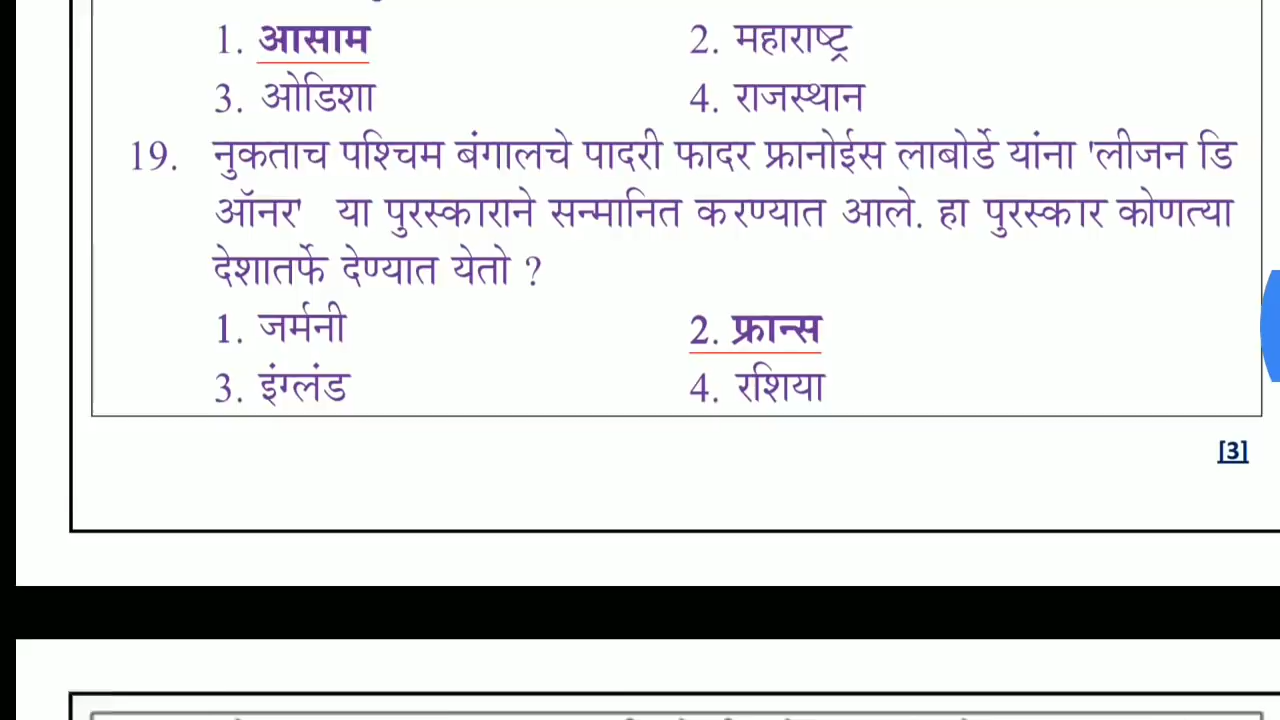 1. आसाम 2. महाराष्ट्र
3. ओडिशा 4. राजस्थान
19. नुकताच पश्चिम बंगालचे पादरी फादर फ्रानोईस लाबोर्डे यांना 'लीजन डि
ऑनर' या पुरस्काराने सन्मानित करण्यात आले. हा पुरस्कार कोणत्या
देशातर्फे देण्यात येतो ?
1. जर्मनी 2. फ्रान्स
3. इंग्लंड 4. रशिया
[3]